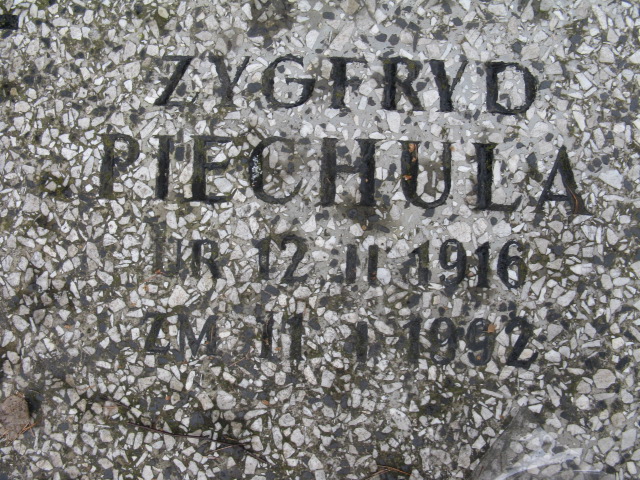 ZYGFRYD
PIECHULA
UR 12 II 1916
ZM 11 I 1992